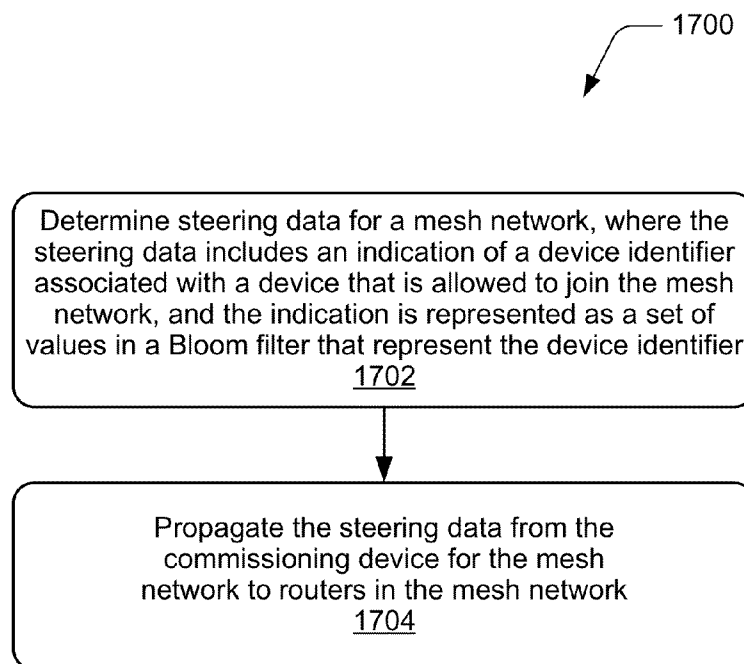 1700
Determine steering data for a mesh network, where the
steering data includes an indication of a device identifier
associated with a device that is allowed to join the mesh
network, and the indication is represented as a set of
values in a Bloom filter that represent the device identifier
1702
Propagate the steering data from the
commissioning device for the mesh
network to routers in the mesh network
1704